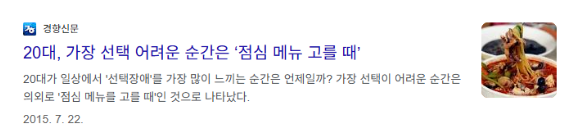 경향신문
20대, 가장 선택 어려운 순간은 ‘점심 메뉴 고를 때’
20대가 일상에서 '선택장애'를 가장 많이 느끼는 순간은 언제일까? 가장 선택이 어려운 순간은
의외로 '점심 메뉴를 고를 때'인 것으로 나타났다.
2015. 7. 22.